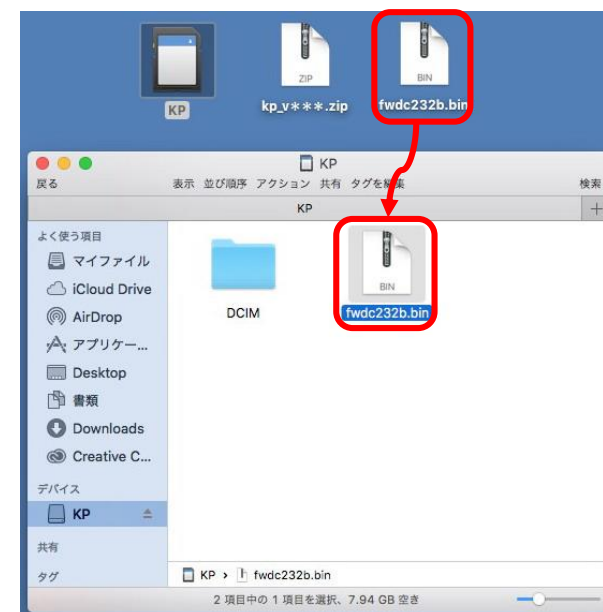 ZIP
BIN
KP
kp_v***.zip
fwdc232b.bin
KP
戻る
表示 並び順序 アクション 共有 タグを編集
検索
KP
+
よく使う項目
マイファイル
iCloud Drive
AirDrop
アプリケー...
Desktop
書類
Downloads
Creative C...
デバイス
KP
共有
タグ
BIN
DCIM
fwdc232b.bin
KP › fwdc232b.bin
2 項目中の 1 項目を選択、7.94 GB 空き